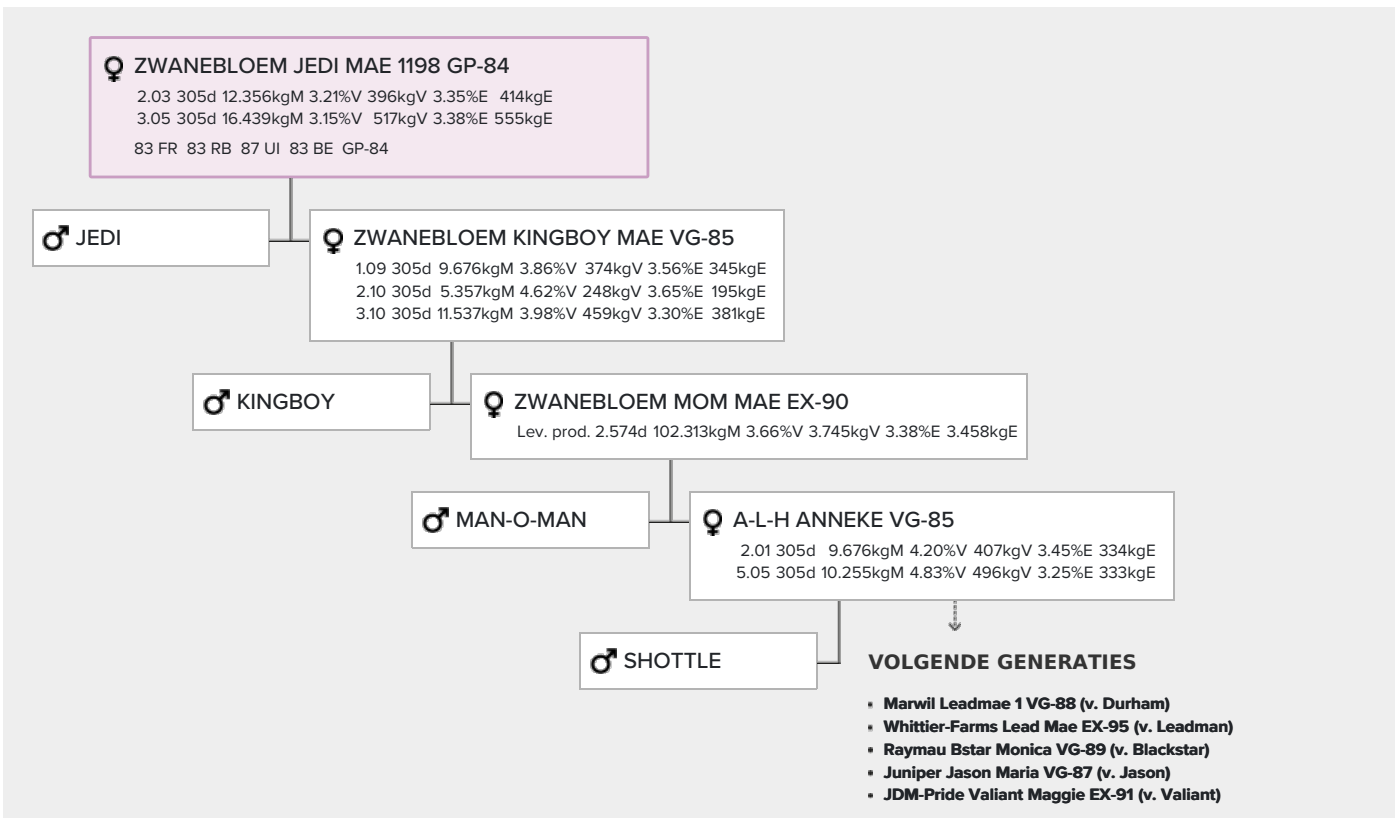 ZWANEBLOEM JEDI MAE 1198 GP-84
2.03 305d 12.356kgM 3.21%V 396kgV 3.35%E 414kgE
3.05 305d 16.439kgM 3.15%V 517kgV 3.38%E 555kgE
83 FR 83 RB 87 UI 83 BE GP-84
JEDI
ZWANEBLOEM KINGBOY MAE VG-85
1.09 305d 9.676kgM 3.86%V 374kgV 3.56%E 345kgE
2.10 305d 5.357kgM 4.62%V 248kgV 3.65%E 195kgE
3.10 305d 11.537kgM 3.98%V 459kgV 3.30%E 381kgE
KINGBOY
ZWANEBLOEM MOM MAE EX-90
Lev. prod. 2.574d 102.313kgM 3.66%V 3.745kgV 3.38%E 3.458kgE
MAN-O-MAN
A-L-H ANNEKE VG-85
2.01 305d 9.676kgM 4.20%V 407kgV 3.45%E 334kgE
5.05 305d 10.255kgM 4.83%V 496kgV 3.25%E 333kgE
SHOTTLE
VOLGENDE GENERATIES
• Marwil Leadmae 1 VG-88 (v. Durham)
• Whittier-Farms Lead Mae EX-95 (v. Leadman)
• Raymau Bstar Monica VG-89 (v. Blackstar)
• Juniper Jason Maria VG-87 (v. Jason)
• JDM-Pride Valiant Maggie EX-91 (v. Valiant)